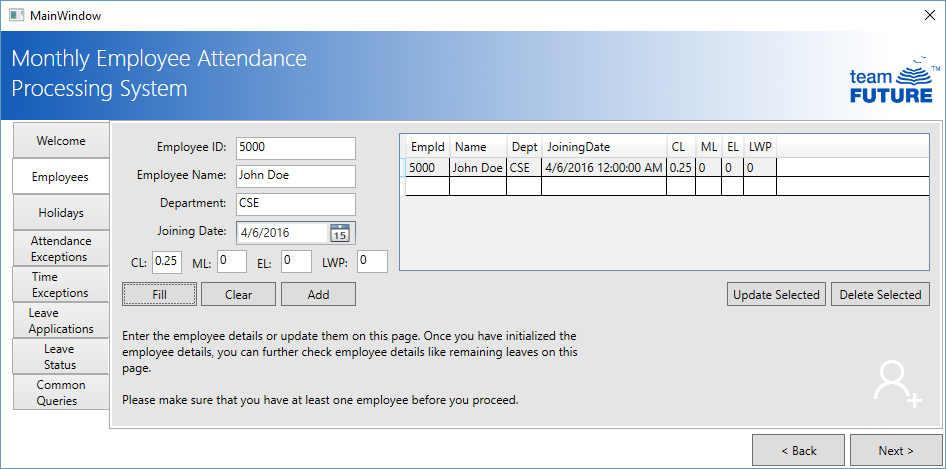 MainWindow
Monthly Employee Attendance
Processing System
team
FUTURE
TM
Welcome
Employees
Holidays
Attendance
Exceptions
Time
Exceptions
Leave
Applications
Leave
Status
Common
Queries
Employee ID: 5000
Employee Name: John Doe
Department: CSE
Joining Date: 4/6/2016 15
CL: 0.25 ML: 0 EL: 0 LWP: 0
Fill Clear Add
EmpId Name Dept JoiningDate CL ML EL LWP
5000 John Doe CSE 4/6/2016 12:00:00 AM 0.25 0 0 0
Update Selected Delete Selected
Enter the employee details or update them on this page. Once you have initialized the
employee details, you can further check employee details like remaining leaves on this
page.
Please make sure that you have at least one employee before you proceed.
< Back Next >